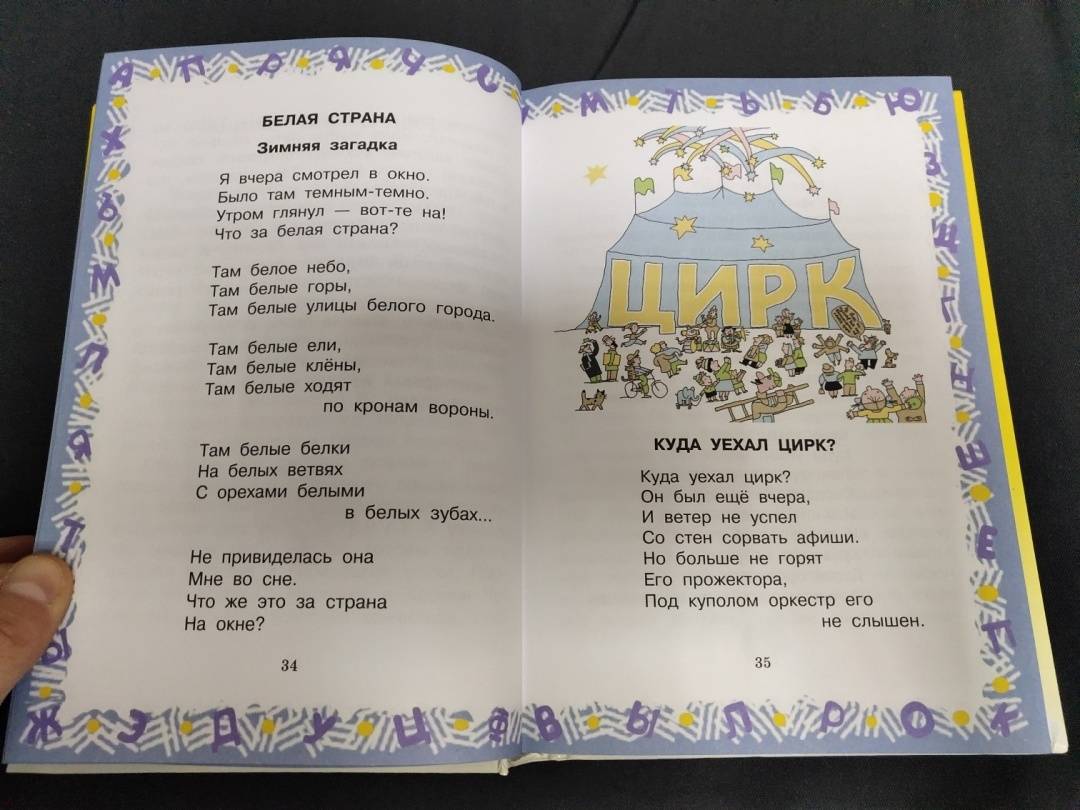 БЕЛАЯ СТРАНА
Зимняя загадка
Я вчера смотрел в окно.
Было там темным-темно.
Утром глянул — вот-те на!
Что за белая страна?
Там белое небо,
Там белые горы,
Там белые улицы белого города.
Там белые ели,
Там белые клёны,
Там белые ходят
по кронам вороны.
Там белые белки
На белых ветвях
С орехами белыми
в белых зубах...
Не привиделась она
Мне во сне.
Что же это за страна
На окне?
34
ЦИРК
КУДА УЕХАЛ ЦИРК?
Куда уехал цирк?
Он был ещё вчера,
И ветер не успел
Со стен сорвать афиши.
Но больше не горят
Его прожектора,
Под куполом оркестр его
не слышен.
35